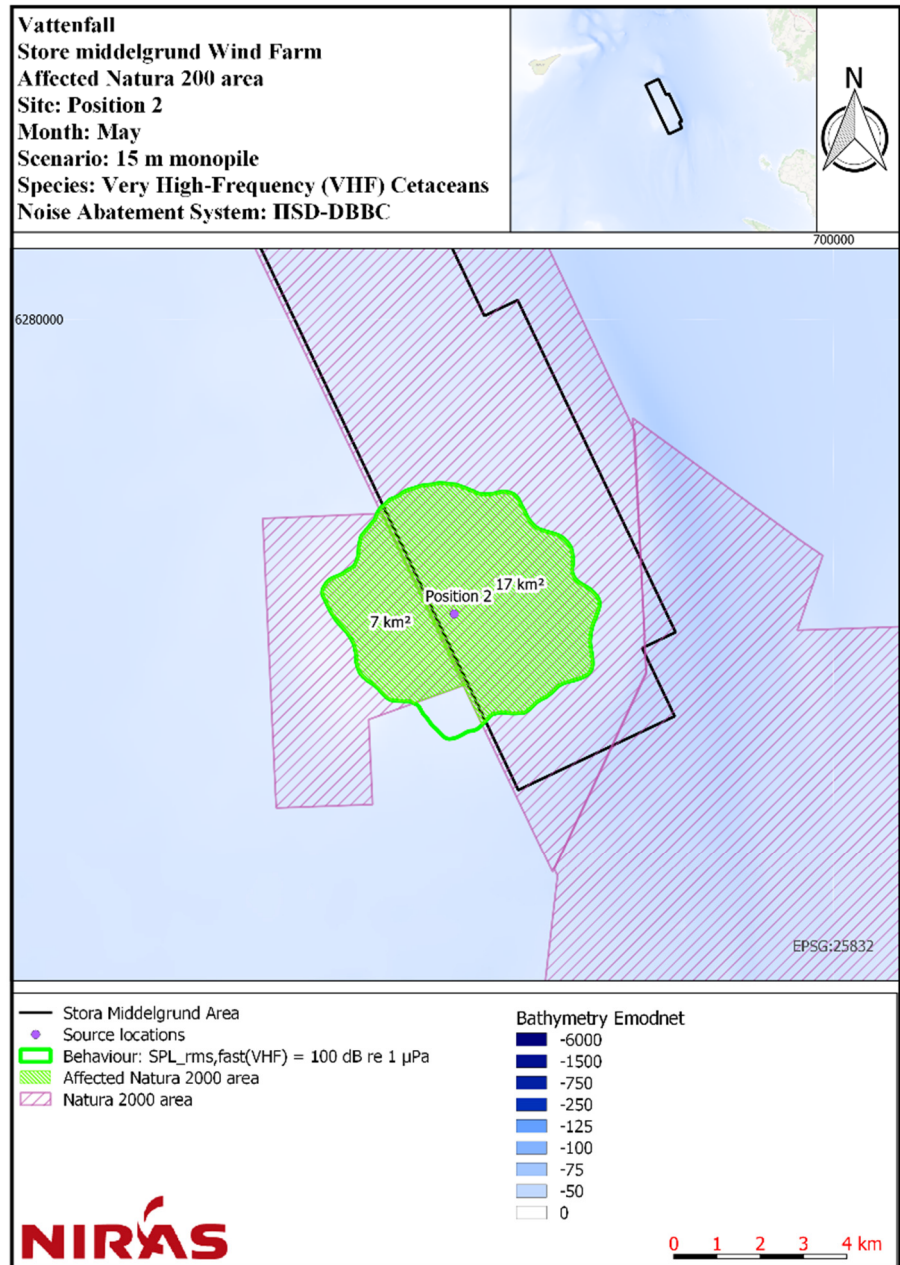 Vattenfall
Store middelgrund Wind Farm
Affected Natura 200 area
Site: Position 2
Month: May
Scenario: 15 m monopile
Species: Very High-Frequency (VHF) Cetaceans
Noise Abatement System: HSD-DBBC
N
700000
6280000
Position 2
17 km²
7 km²
EPSG:25832
Stora Middelgrund Area
Source locations
Behaviour: SPL_rms,fast(VHF) = 100 dB re 1 µPa
Affected Natura 2000 area
Natura 2000 area
Bathymetry Emodnet
-6000
-1500
-750
-250
-125
-100
-75
-50
0
NIRAS
0 1 2 3 4 km